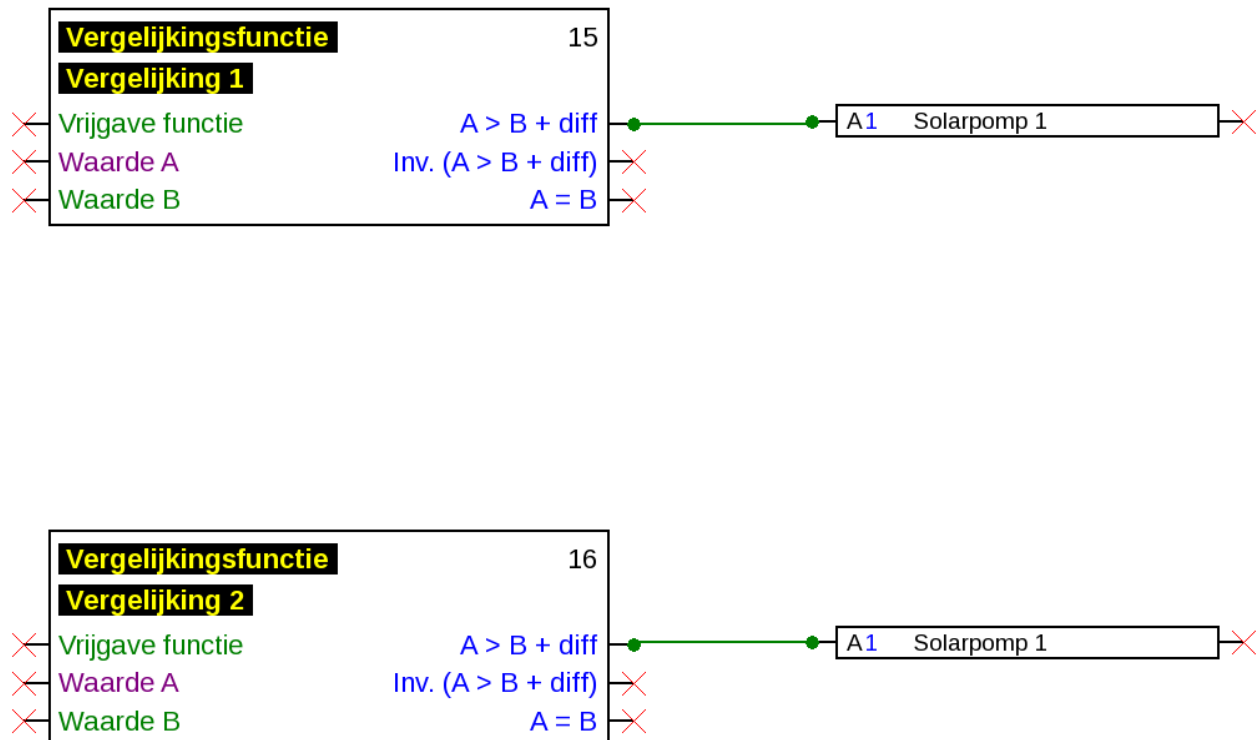 Vergelijkingsfunctie 15
Vergelijking 1
Vrijgave functie A > B + diff A1 Solarpomp 1
Waarde A Inv. (A > B + diff)
Waarde B A = B
Vergelijkingsfunctie 16
Vergelijking 2
Vrijgave functie A > B + diff A1 Solarpomp 1
Waarde A Inv. (A > B + diff)
Waarde B A = B